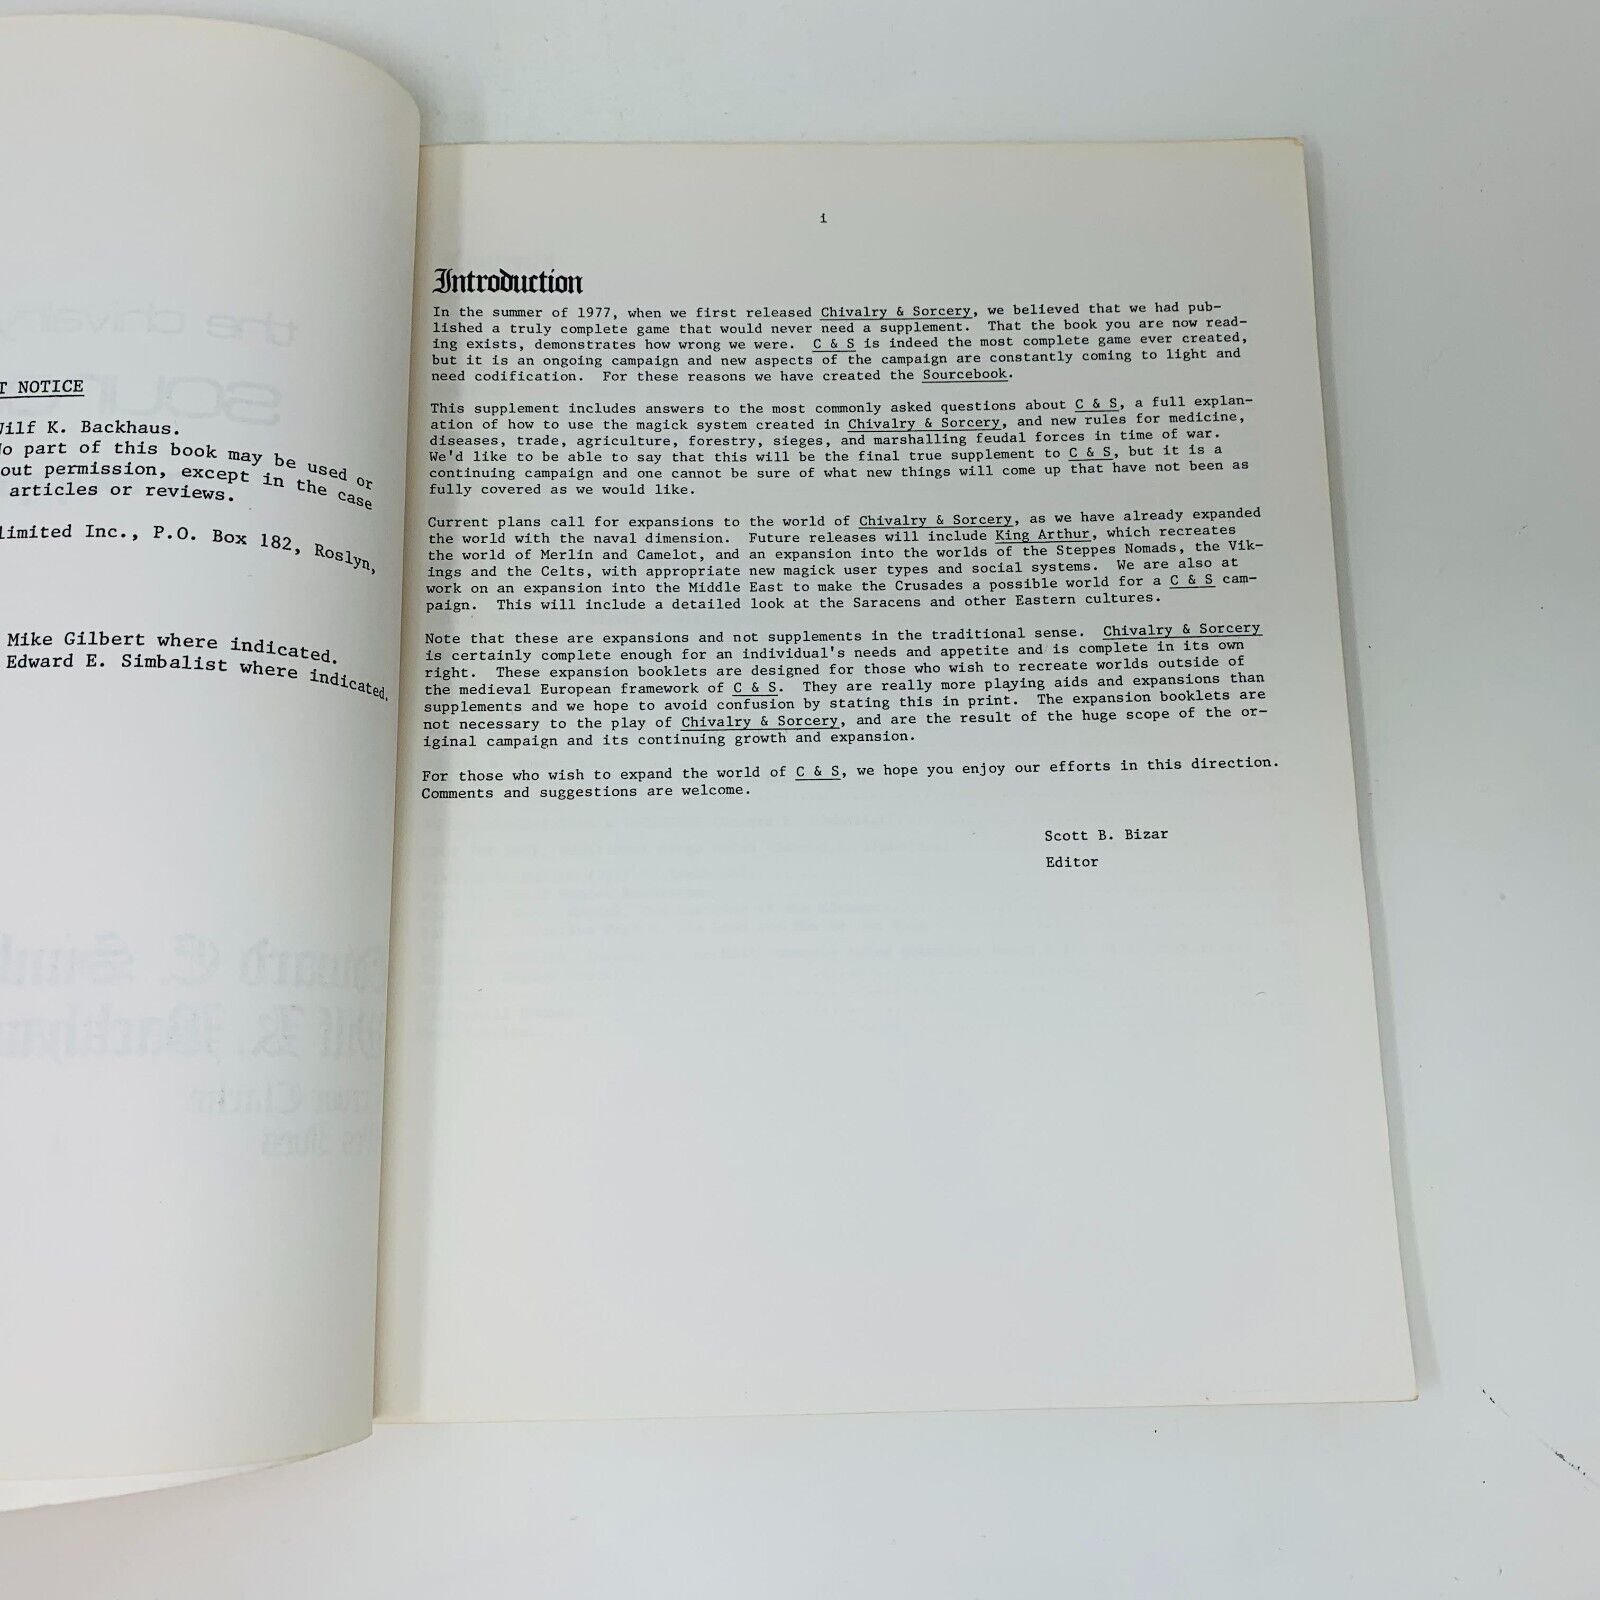 T NOTICE
Wilf K. Backhaus.
No part of this book may be used or
out permission, except in the case
articles or reviews.
limited Inc., P.O. Box 182, Roslyn,
Mike Gilbert where indicated.
Edward E. Simbalist where indicated.
i
Introduction
In the summer of 1977, when we first released Chivalry & Sorcery, we believed that we had pub-
lished a truly complete game that would never need a supplement. That the book you are now read-
ing exists, demonstrates how wrong we were. C & S is indeed the most complete game ever created,
but it is an ongoing campaign and new aspects of the campaign are constantly coming to light and
need codification. For these reasons we have created the Sourcebook.
This supplement includes answers to the most commonly asked questions about C & S, a full explan-
ation of how to use the magick system created in Chivalry & Sorcery, and new rules for medicine,
diseases, trade, agriculture, forestry, sieges, and marshalling feudal forces in time of war.
We'd like to be able to say that this will be the final true supplement to C & S, but it is a
continuing campaign and one cannot be sure of what new things will come up that have not been as
fully covered as we would like.
Current plans call for expansions to the world of Chivalry & Sorcery, as we have already expanded
the world with the naval dimension. Future releases will include King Arthur, which recreates
the world of Merlin and Camelot, and an expansion into the worlds of the Steppes Nomads, the Vik-
ings and the Celts, with appropriate new magick user types and social systems. We are also at
work on an expansion into the Middle East to make the Crusades a possible world for a C & S cam-
paign. This will include a detailed look at the Saracens and other Eastern cultures.
Note that these are expansions and not supplements in the traditional sense. Chivalry & Sorcery
is certainly complete enough for an individual's needs and appetite and is complete in its own
right. These expansion booklets are designed for those who wish to recreate worlds outside of
the medieval European framework of C & S. They are really more playing aids and expansions than
supplements and we hope to avoid confusion by stating this in print. The expansion booklets are
not necessary to the play of Chivalry & Sorcery, and are the result of the huge scope of the or-
iginal campaign and its continuing growth and expansion.
For those who wish to expand the world of C & S, we hope you enjoy our efforts in this direction.
Comments and suggestions are welcome.
Scott B. Bizar
Editor